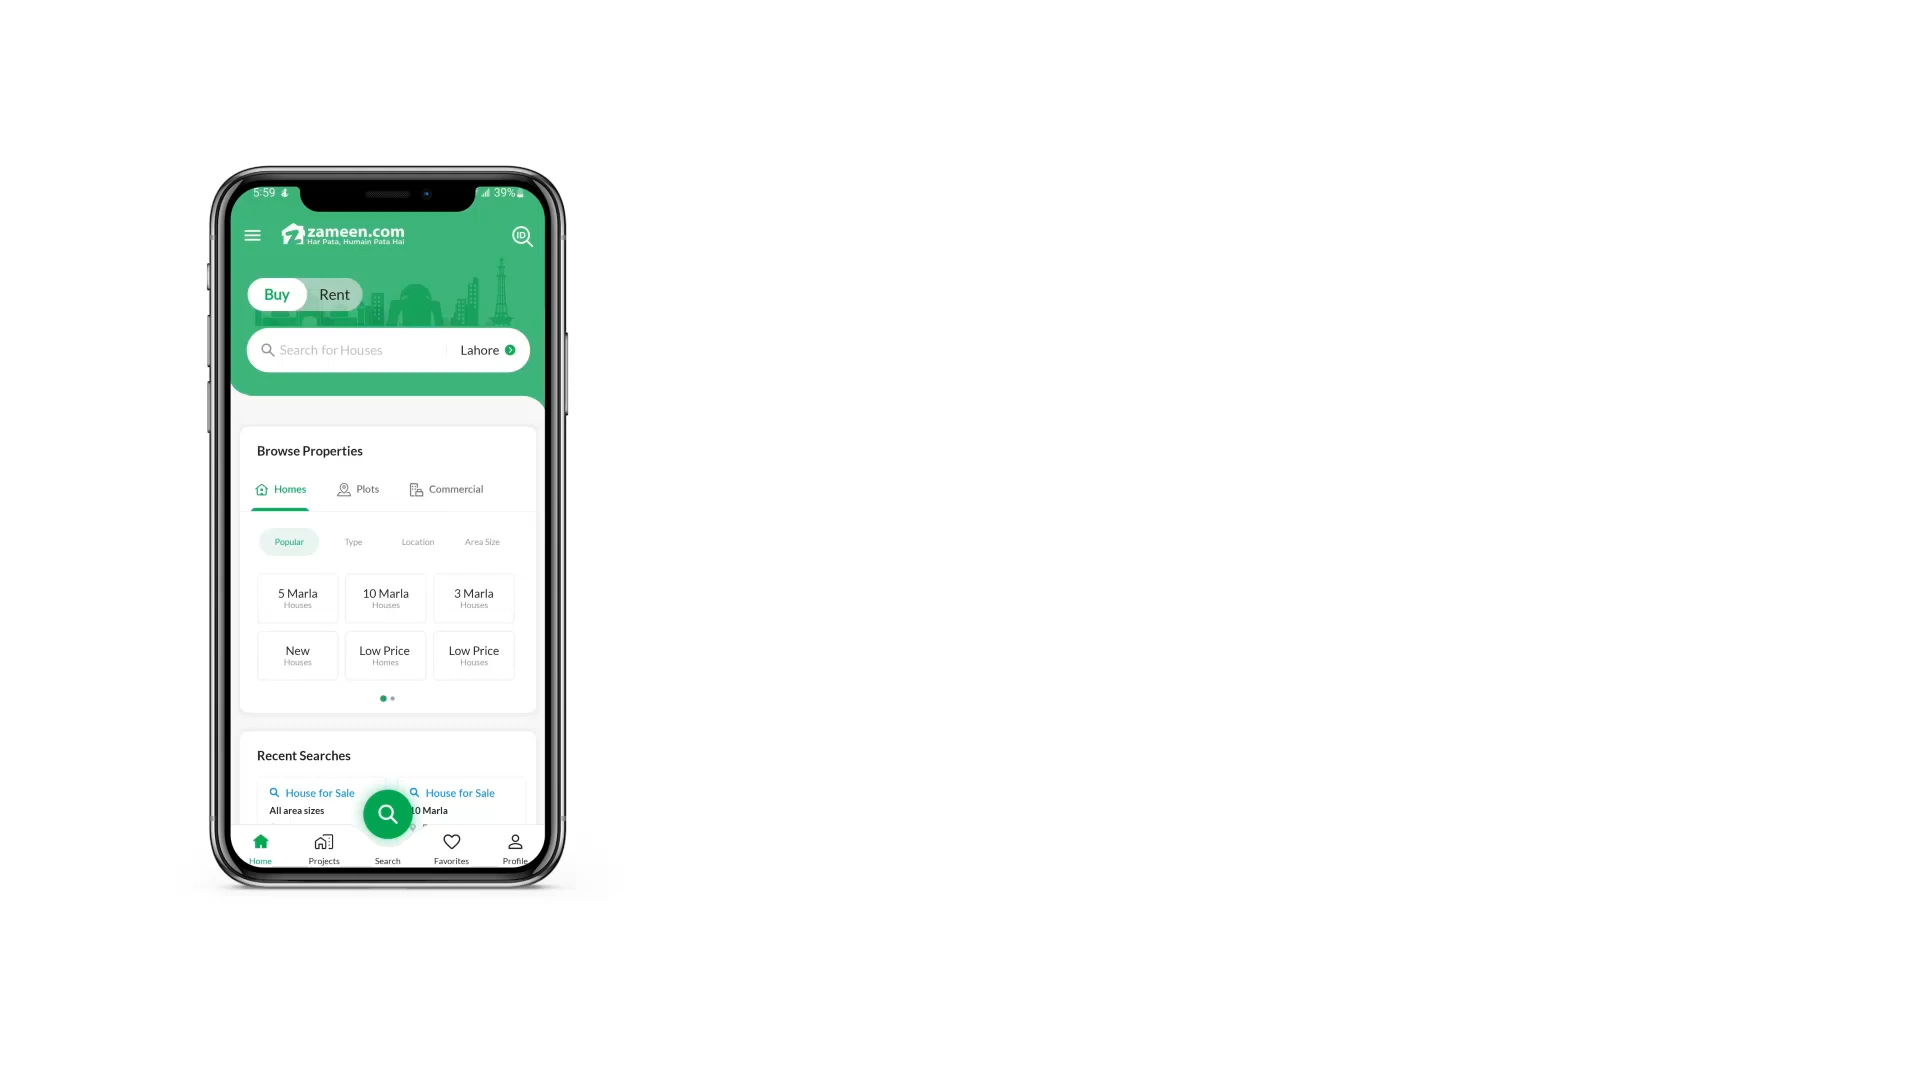 5:59
39%
zameen.com
Har Pata, Humain Pata Hai
ID
Buy Rent
Search for Houses Lahore
Browse Properties
Homes Plots Commercial
Popular Type Location Area Size
5 Marla 10 Marla 3 Marla
Houses Houses Houses
New Low Price Low Price
Houses Homes Houses
Recent Searches
House for Sale House for Sale
All area sizes 10 Marla
Home Projects Search Favorites Profile